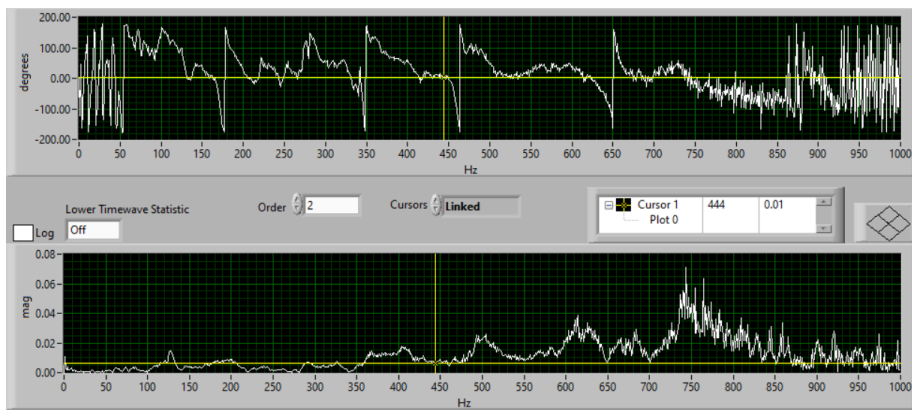 200.00-
100.00-
0.00-
-100.00-
-200.00-
degrees
0 50 100 150 200 250 300 350 400 450 500 550 600 650 700 750 800 850 900 950 1000
Hz
Lower Timewave Statistic
Log Off
Order 2
Cursors Linked
Cursor 1 444 0.01
Plot 0
0.08-
0.06-
0.04-
0.02-
0.00-
mag
0 50 100 150 200 250 300 350 400 450 500 550 600 650 700 750 800 850 900 950 1000
Hz